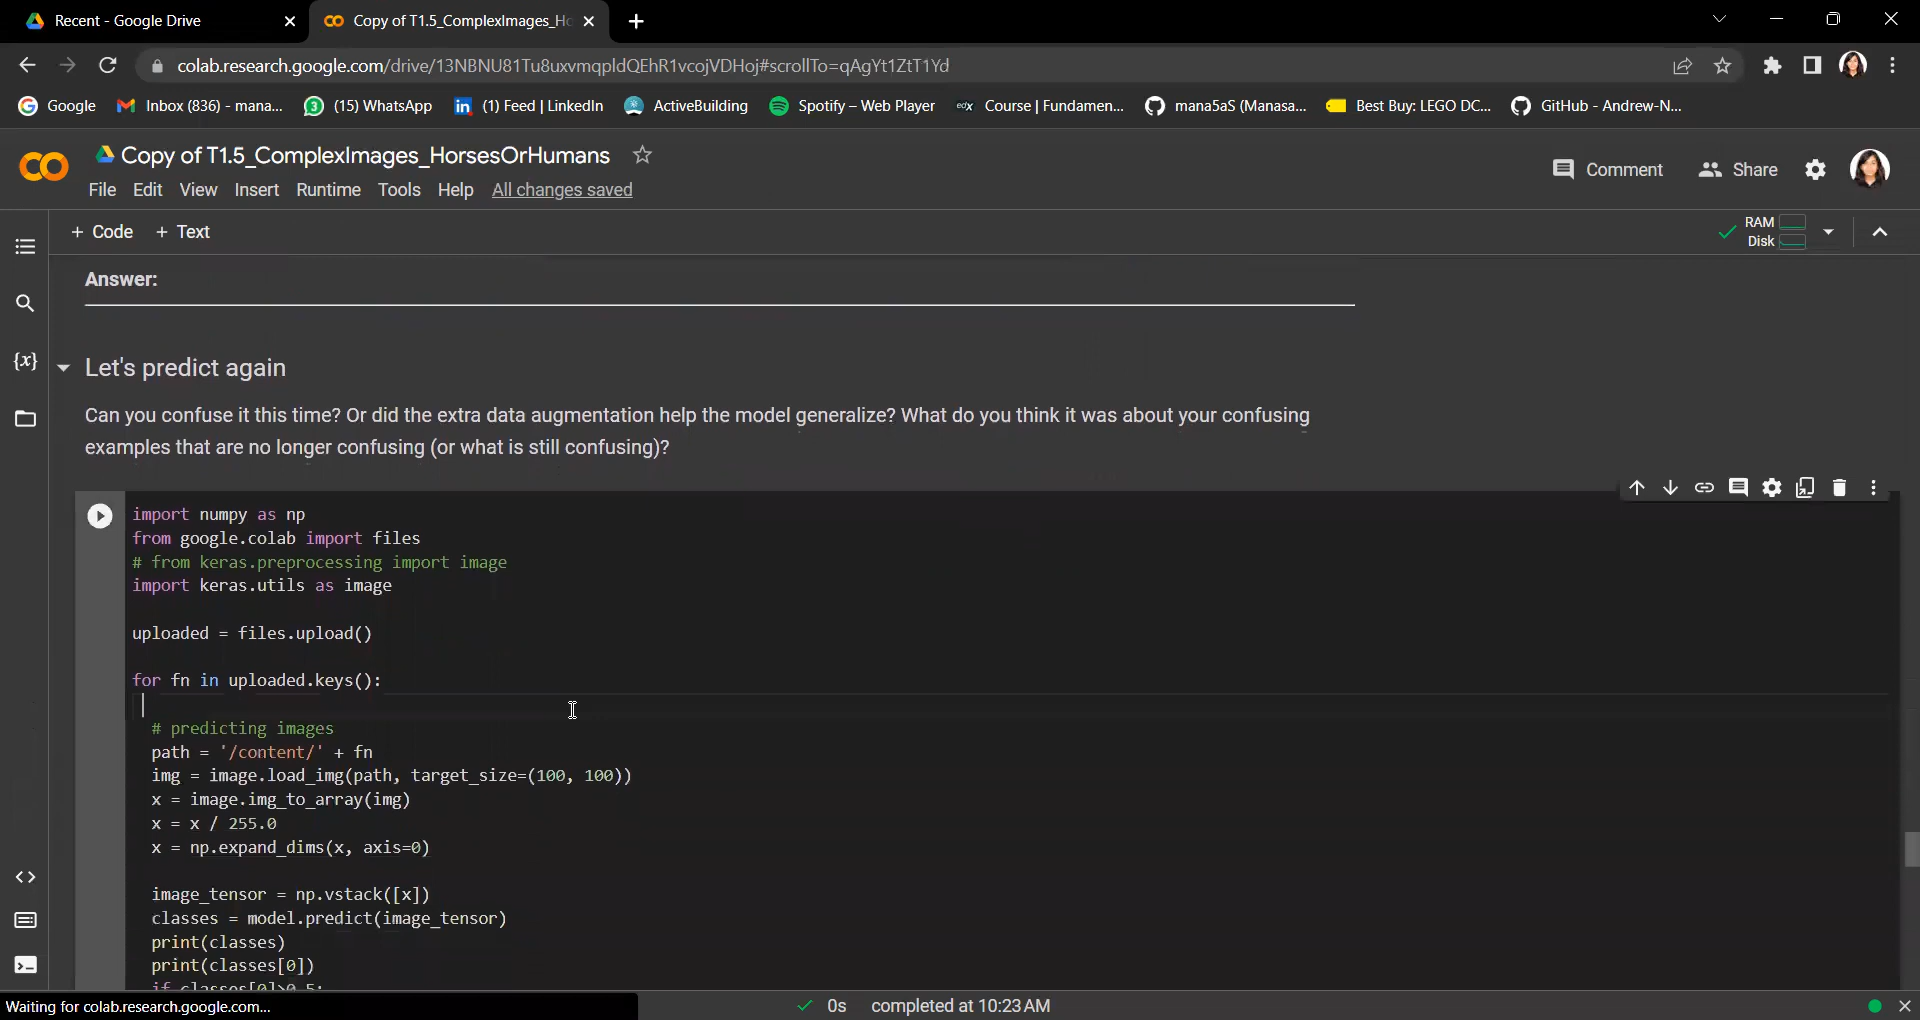 Recent - Google Drive
Copy of T1.5_ComplexImages_Ho
colab.research.google.com/drive/13NBNU81Tu8uxvmqpldQEhR1vcojVDHoj#scrollTo=qAgYt1ZtT1Yd
Google
Inbox (836) - mana...
(15) WhatsApp
(1) Feed | LinkedIn
ActiveBuilding
Spotify – Web Player
edX Course | Fundamen...
mana5aS (Manasa...
Best Buy: LEGO DC...
GitHub - Andrew-N...
Copy of T1.5_ComplexImages_HorsesOrHumans
Comment
Share
File Edit View Insert Runtime Tools Help All changes saved
+ Code + Text
RAM
Disk
Answer:
Let's predict again
Can you confuse it this time? Or did the extra data augmentation help the model generalize? What do you think it was about your confusing
examples that are no longer confusing (or what is still confusing)?
import numpy as np
from google.colab import files
# from keras.preprocessing import image
import keras.utils as image
uploaded = files.upload()
for fn in uploaded.keys():
# predicting images
path = '/content/' + fn
img = image.load_img(path, target_size=(100, 100))
x = image.img_to_array(img)
x = x / 255.0
x = np.expand_dims(x, axis=0)
image_tensor = np.vstack([x])
classes = model.predict(image_tensor)
print(classes)
print(classes[0])
if classes[0]>0.5:
Waiting for colab.research.google.com...
0s completed at 10:23 AM